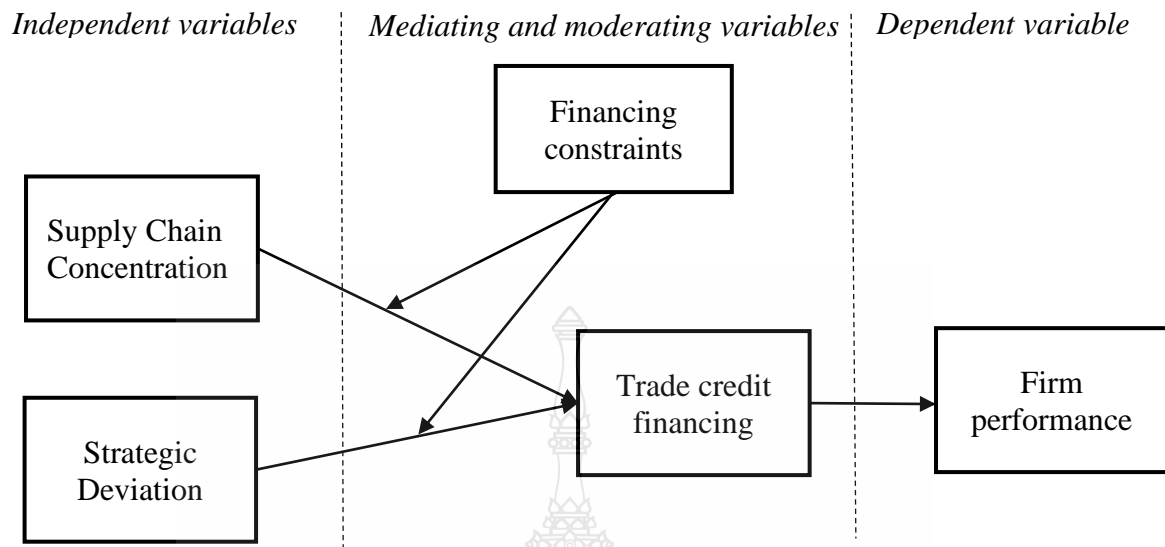 Independent variables
Mediating and moderating variables
Dependent variable
Financing
constraints
Supply Chain
Concentration
Trade credit
financing
Firm
performance
Strategic
Deviation